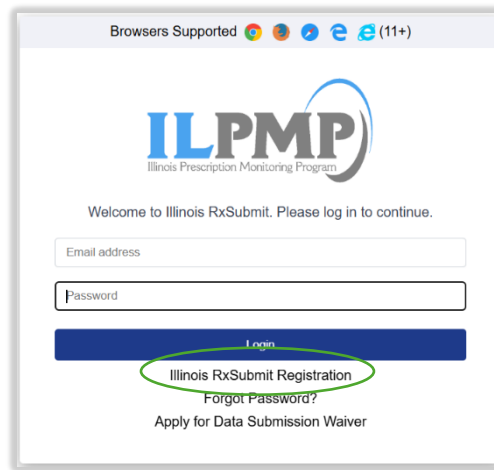 Browsers Supported (11+)
ILPMP
Illinois Prescription Monitoring Program
Welcome to Illinois RxSubmit. Please log in to continue.
Email address
Password
Login
Illinois RxSubmit Registration
Forgot Password?
Apply for Data Submission Waiver